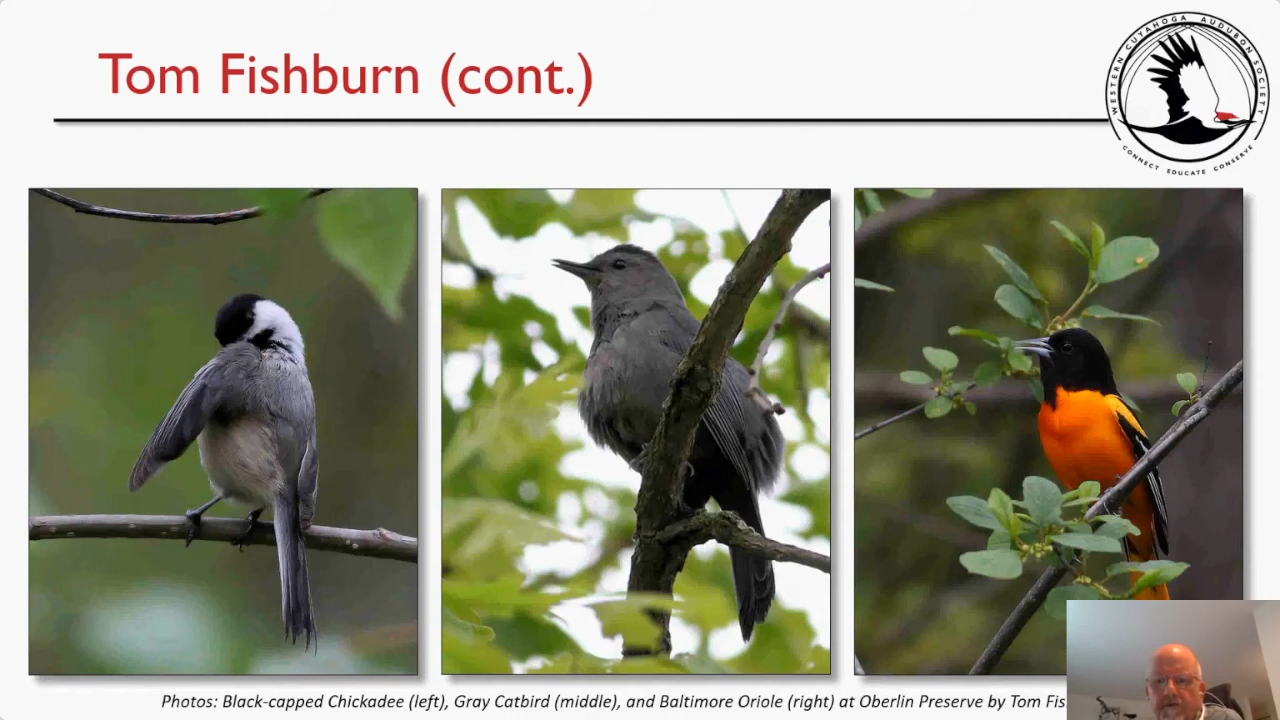 Tom Fishburn (cont.)
WESTERN CUYAHOGA AUDUBON SOCIETY
CONNECT EDUCATE CONSERVE
Photos: Black-capped Chickadee (left), Gray Catbird (middle), and Baltimore Oriole (right) at Oberlin Preserve by Tom Fis